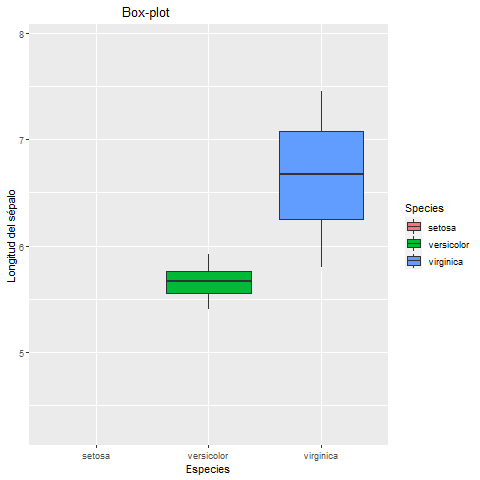 Box-plot
8
7
6
5
Longitud del sépalo
setosa versicolor virginica
Especies
Species
setosa
versicolor
virginica